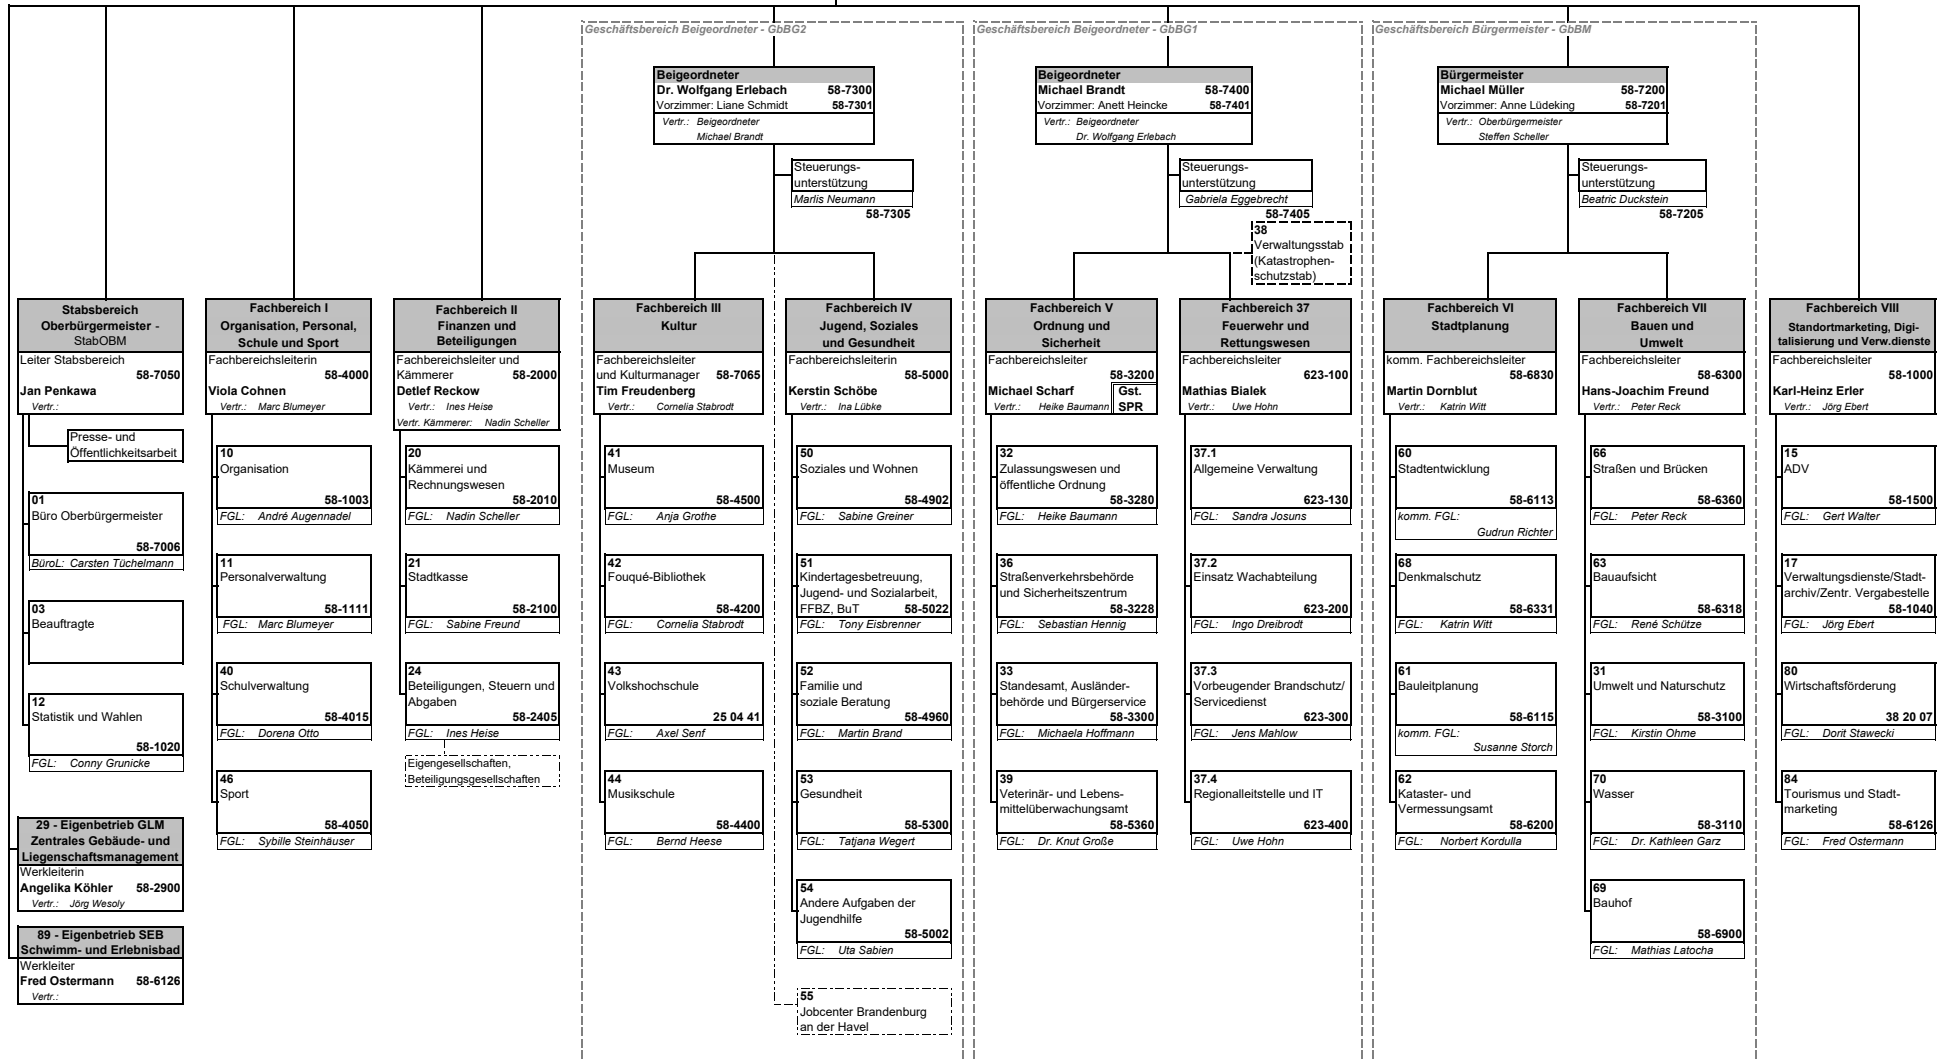 Geschäftsbereich Beigeordneter - GbBG2
Beigeordneter
Dr. Wolfgang Erlebach 58-7300
Vorzimmer: Liane Schmidt 58-7301
Vertr.: Beigeordneter
Michael Brandt
Steuerungs-
unterstützung
Marlis Neumann
58-7305
Geschäftsbereich Beigeordneter - GbBG1
Beigeordneter
Michael Brandt 58-7400
Vorzimmer: Anett Heincke 58-7401
Vertr.: Beigeordneter
Dr. Wolfgang Erlebach
Steuerungs-
unterstützung
Gabriela Eggebrecht
58-7405
38
Verwaltungsstab
(Katastrophen-
schutzstab)
Geschäftsbereich Bürgermeister - GbBM
Bürgermeister
Michael Müller 58-7200
Vorzimmer: Anne Lüdeking 58-7201
Vertr.: Oberbürgermeister
Steffen Scheller
Steuerungs-
unterstützung
Beatric Duckstein
58-7205
Stabsbereich
Oberbürgermeister -
StabOBM
Leiter Stabsbereich
58-7050
Jan Penkawa
Vertr.:
Presse- und
Öffentlichkeitsarbeit
01
Büro Oberbürgermeister
58-7006
BüroL: Carsten Tüchelmann
03
Beauftragte
12
Statistik und Wahlen
58-1020
FGL: Conny Grunicke
29 - Eigenbetrieb GLM
Zentrales Gebäude- und
Liegenschaftsmanagement
Werkleiterin
Angelika Köhler 58-2900
Vertr.: Jörg Wesoly
89 - Eigenbetrieb SEB
Schwimm- und Erlebnisbad
Werkleiter
Fred Ostermann 58-6126
Vertr.:
Fachbereich I
Organisation, Personal,
Schule und Sport
Fachbereichsleiterin
58-4000
Viola Cohnen
Vertr.: Marc Blumeyer
10
Organisation
58-1003
FGL: André Augennadel
11
Personalverwaltung
58-1111
FGL: Marc Blumeyer
40
Schulverwaltung
58-4015
FGL: Dorena Otto
46
Sport
58-4050
FGL: Sybille Steinhäuser
Fachbereich II
Finanzen und
Beteiligungen
Fachbereichsleiter und
Kämmerer 58-2000
Detlef Reckow
Vertr.: Ines Heise
Vertr. Kämmerer: Nadin Scheller
20
Kämmerei und
Rechnungswesen
58-2010
FGL: Nadin Scheller
21
Stadtkasse
58-2100
FGL: Sabine Freund
24
Beteiligungen, Steuern und
Abgaben
58-2405
FGL: Ines Heise
Eigengesellschaften,
Beteiligungsgesellschaften
Fachbereich III
Kultur
Fachbereichsleiter
und Kulturmanager 58-7065
Tim Freudenberg
Vertr.: Cornelia Stabrodt
41
Museum
58-4500
FGL: Anja Grothe
42
Fouqué-Bibliothek
58-4200
FGL: Cornelia Stabrodt
43
Volkshochschule
25 04 41
FGL: Axel Senf
44
Musikschule
58-4400
FGL: Bernd Heese
Fachbereich IV
Jugend, Soziales
und Gesundheit
Fachbereichsleiterin
58-5000
Kerstin Schöbe
Vertr.: Ina Lübke
50
Soziales und Wohnen
58-4902
FGL: Sabine Greiner
51
Kindertagesbetreuung,
Jugend- und Sozialarbeit,
FFBZ, BuT 58-5022
FGL: Tony Eisbrenner
52
Familie und
soziale Beratung
58-4960
FGL: Martin Brand
53
Gesundheit
58-5300
FGL: Tatjana Wegert
54
Andere Aufgaben der
Jugendhilfe
58-5002
FGL: Uta Sabien
55
Jobcenter Brandenburg
an der Havel
Fachbereich V
Ordnung und
Sicherheit
Fachbereichsleiter
58-3200
Michael Scharf
Vertr.: Heike Baumann
Gst.
SPR
32
Zulassungswesen und
öffentliche Ordnung
58-3280
FGL: Heike Baumann
36
Straßenverkehrsbehörde
und Sicherheitszentrum
58-3228
FGL: Sebastian Hennig
33
Standesamt, Ausländer-
behörde und Bürgerservice
58-3300
FGL: Michaela Hoffmann
39
Veterinär- und Lebens-
mittelüberwachungsamt
58-5360
FGL: Dr. Knut Große
Fachbereich 37
Feuerwehr und
Rettungswesen
Fachbereichsleiter
623-100
Mathias Bialek
Vertr.: Uwe Hohn
37.1
Allgemeine Verwaltung
623-130
FGL: Sandra Josuns
37.2
Einsatz Wachabteilung
623-200
FGL: Ingo Dreibrodt
37.3
Vorbeugender Brandschutz/
Servicedienst
623-300
FGL: Jens Mahlow
37.4
Regionalleitstelle und IT
623-400
FGL: Uwe Hohn
Fachbereich VI
Stadtplanung
komm. Fachbereichsleiter
58-6830
Martin Dornblut
Vertr.: Katrin Witt
60
Stadtentwicklung
58-6113
komm. FGL:
Gudrun Richter
68
Denkmalschutz
58-6331
FGL: Katrin Witt
61
Bauleitplanung
58-6115
komm. FGL:
Susanne Storch
62
Kataster- und
Vermessungsamt
58-6200
FGL: Norbert Kordulla
Fachbereich VII
Bauen und
Umwelt
Fachbereichsleiter
58-6300
Hans-Joachim Freund
Vertr.: Peter Reck
66
Straßen und Brücken
58-6360
FGL: Peter Reck
63
Bauaufsicht
58-6318
FGL: René Schütze
31
Umwelt und Naturschutz
58-3100
FGL: Kirstin Ohme
70
Wasser
58-3110
FGL: Dr. Kathleen Garz
69
Bauhof
58-6900
FGL: Mathias Latocha
Fachbereich VIII
Standortmarketing, Digi-
talisierung und Verw.dienste
Fachbereichsleiter
58-1000
Karl-Heinz Erler
Vertr.: Jörg Ebert
15
ADV
58-1500
FGL: Gert Walter
17
Verwaltungsdienste/Stadt-
archiv/Zentr. Vergabestelle
58-1040
FGL: Jörg Ebert
80
Wirtschaftsförderung
38 20 07
FGL: Dorit Stawecki
84
Tourismus und Stadt-
marketing
58-6126
FGL: Fred Ostermann